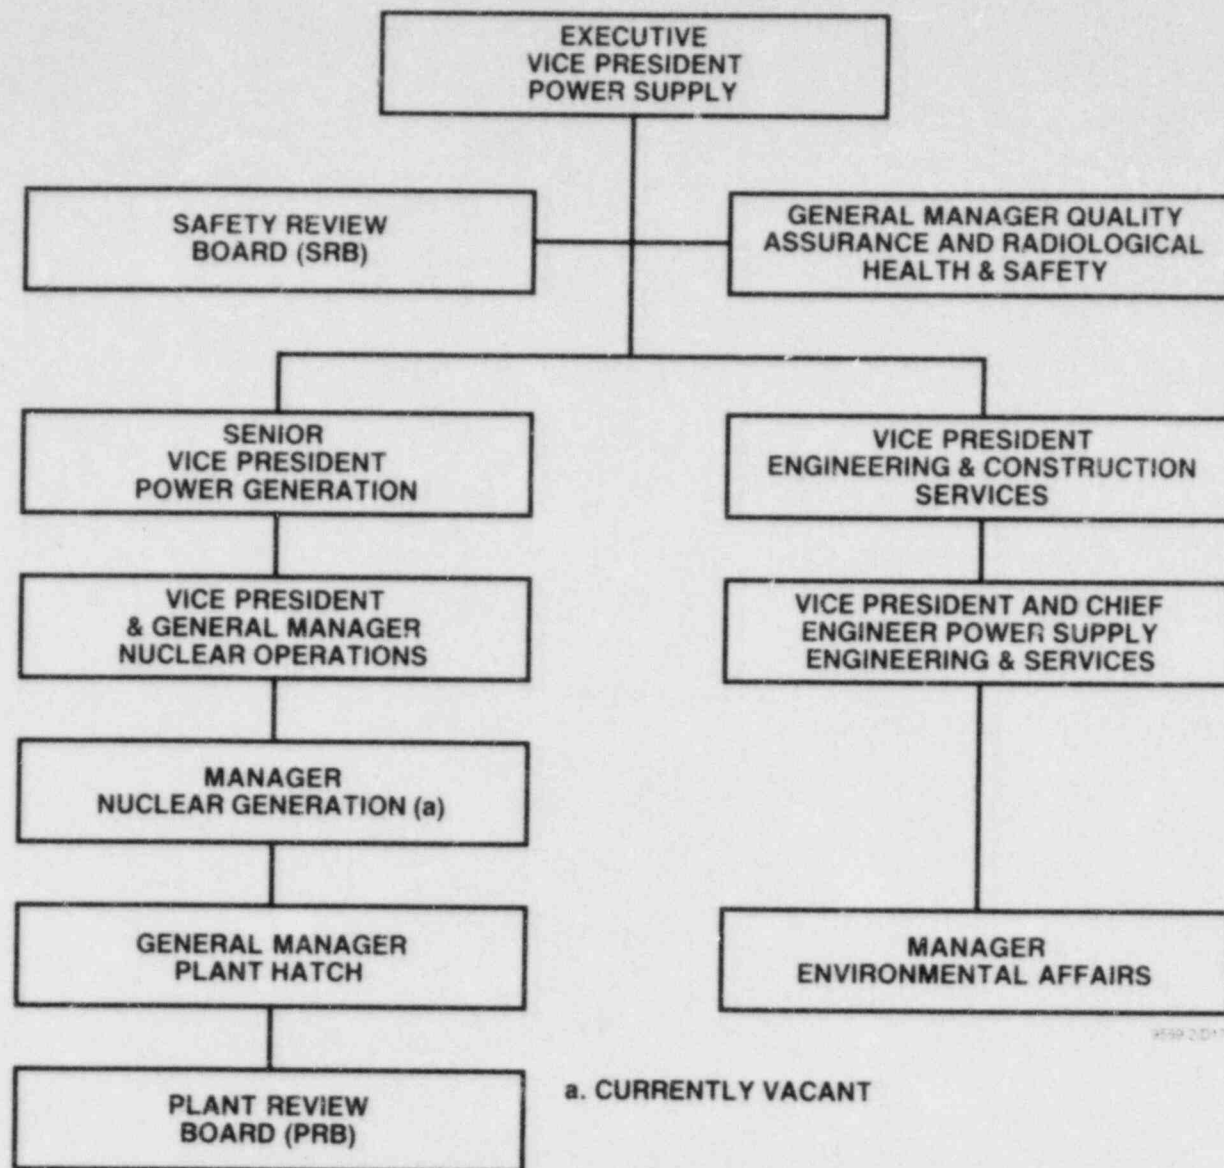 EXECUTIVE
VICE PRESIDENT
POWER SUPPLY
SAFETY REVIEW
BOARD (SRB)
GENERAL MANAGER QUALITY
ASSURANCE AND RADIOLOGICAL
HEALTH & SAFETY
SENIOR
VICE PRESIDENT
POWER GENERATION
VICE PRESIDENT
ENGINEERING & CONSTRUCTION
SERVICES
VICE PRESIDENT
& GENERAL MANAGER
NUCLEAR OPERATIONS
VICE PRESIDENT AND CHIEF
ENGINEER POWER SUPPLY
ENGINEERING & SERVICES
MANAGER
NUCLEAR GENERATION (a)
GENERAL MANAGER
PLANT HATCH
MANAGER
ENVIRONMENTAL AFFAIRS
PLANT REVIEW
BOARD (PRB)
a. CURRENTLY VACANT